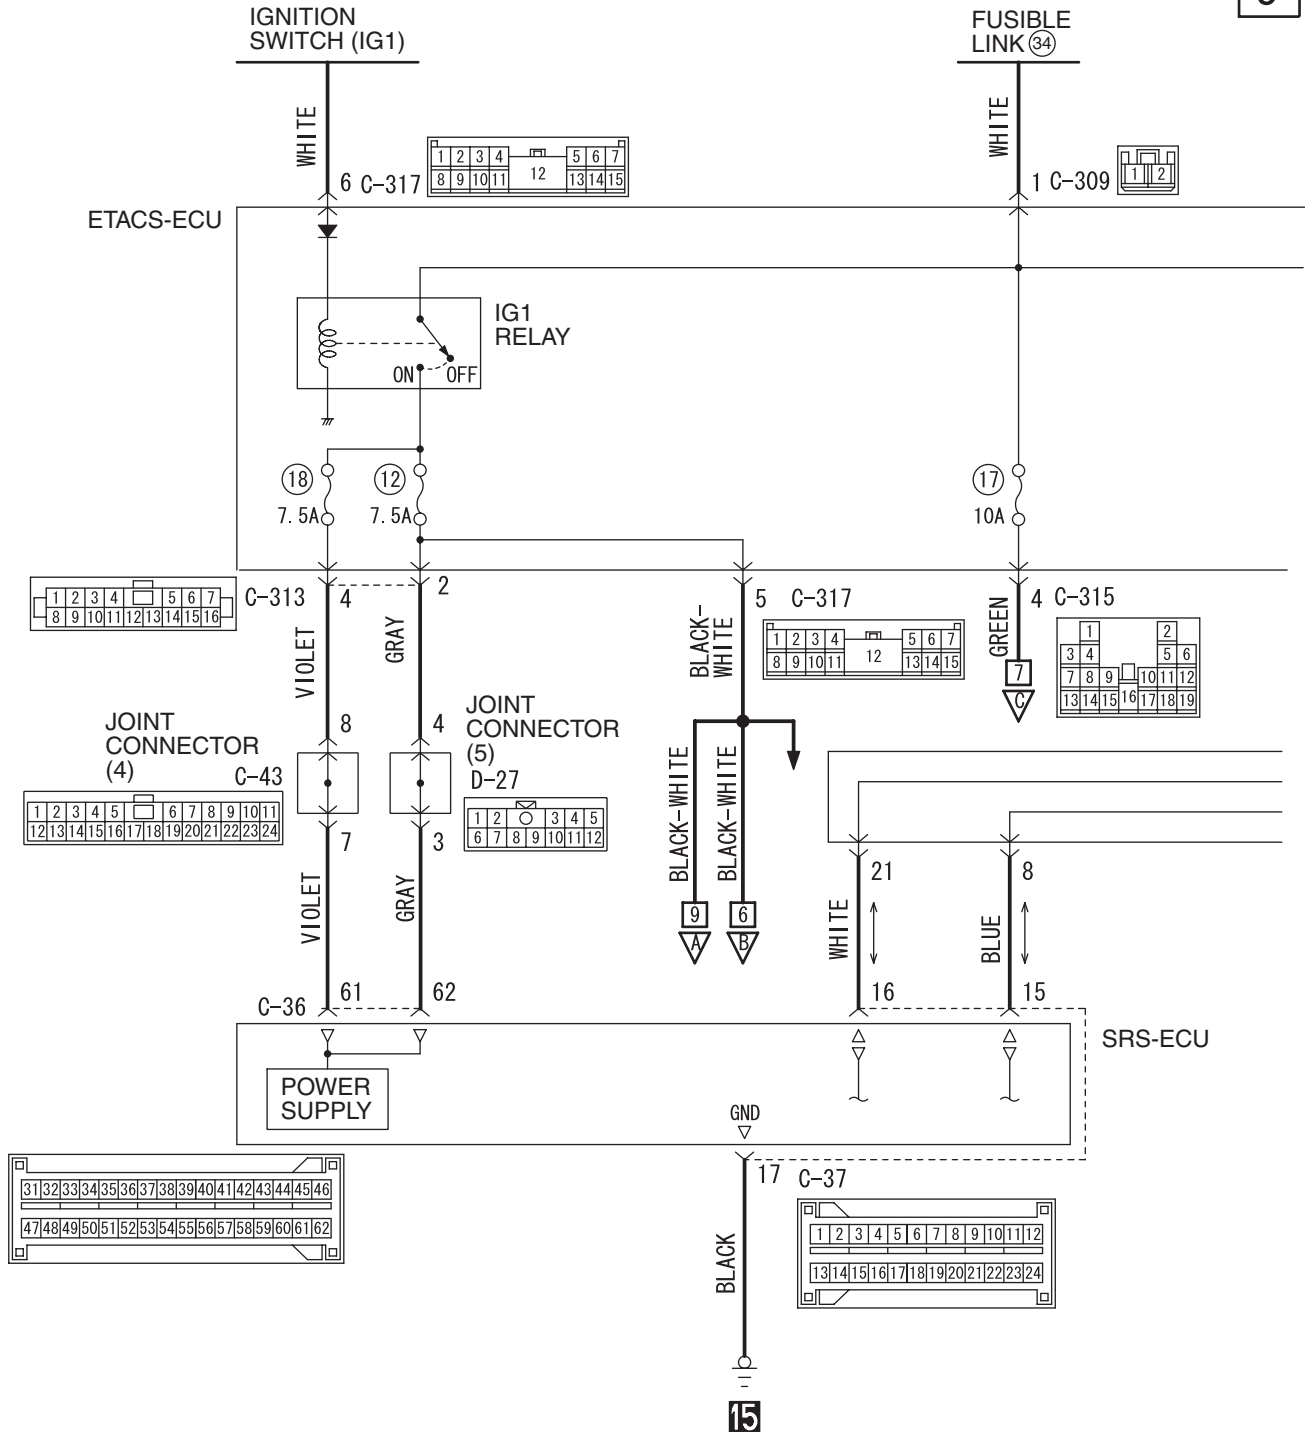 IGNITION
SWITCH (IG1)
FUSIBLE
LINK 34
WHITE
WHITE
6 C-317
1 2 3 4 5 6 7
8 9 10 11 12 13 14 15
1 C-309
1 2
ETACS-ECU
IG1
RELAY
ON OFF
18
7.5A
12
7.5A
17
10A
1 2 3 4 5 6 7
8 9 10 11 12 13 14 15 16
C-313
4
2
5 C-317
1 2 3 4 5 6 7
8 9 10 11 12 13 14 15
4 C-315
1 2
3 4 5 6
7 8 9 10 11 12
13 14 15 16 17 18 19
VIOLET
GRAY
BLACK-
WHITE
GREEN
7
C
JOINT
CONNECTOR
(4)
C-43
8
4
JOINT
CONNECTOR
(5)
D-27
1 2 3 4 5 6 7 8 9 10 11
12 13 14 15 16 17 18 19 20 21 22 23 24
1 2 3 4 5
6 7 8 9 10 11 12
7
3
BLACK-WHITE
BLACK-WHITE
9
A
6
B
21
8
VIOLET
GRAY
WHITE
BLUE
C-36
61
62
16
15
SRS-ECU
POWER
SUPPLY
GND
31 32 33 34 35 36 37 38 39 40 41 42 43 44 45 46
47 48 49 50 51 52 53 54 55 56 57 58 59 60 61 62
17 C-37
1 2 3 4 5 6 7 8 9 10 11 12
13 14 15 16 17 18 19 20 21 22 23 24
BLACK
15